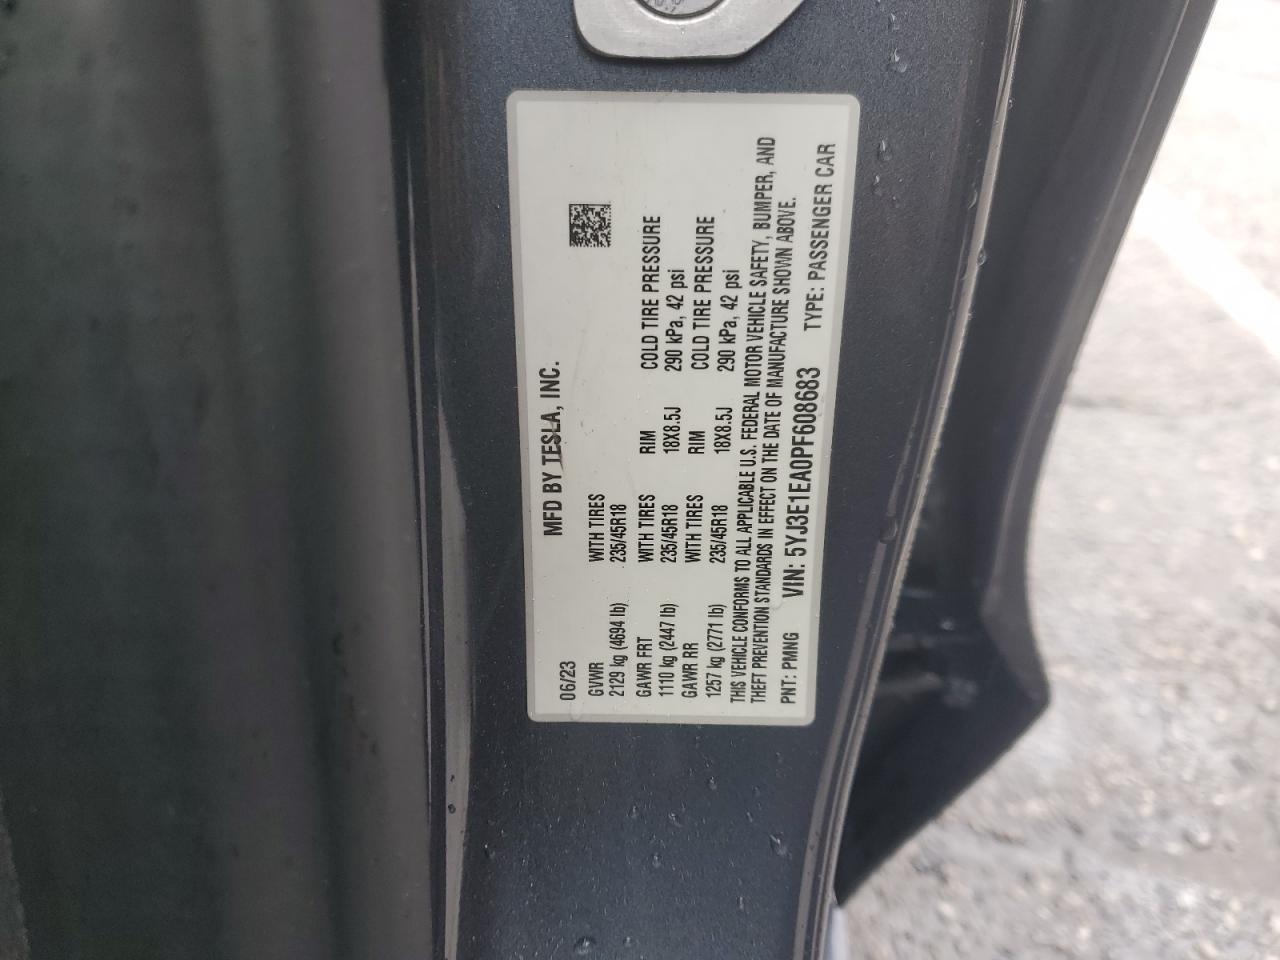 MFD BY TESLA, INC.
06/23
GVWR WITH TIRES
2129 kg (4694 lb) 235/45R18
GAWR FRT WITH TIRES RIM COLD TIRE PRESSURE
1110 kg (2447 lb) 235/45R18 18X8.5J 290 kPa, 42 psi
GAWR RR WITH TIRES RIM COLD TIRE PRESSURE
1257 kg (2771 lb) 235/45R18 18X8.5J 290 kPa, 42 psi
THIS VEHICLE CONFORMS TO ALL APPLICABLE U.S. FEDERAL MOTOR VEHICLE SAFETY, BUMPER, AND
THEFT PREVENTION STANDARDS IN EFFECT ON THE DATE OF MANUFACTURE SHOWN ABOVE.
PNT: PMNG VIN: 5YJ3E1EA0PF608683 TYPE: PASSENGER CAR